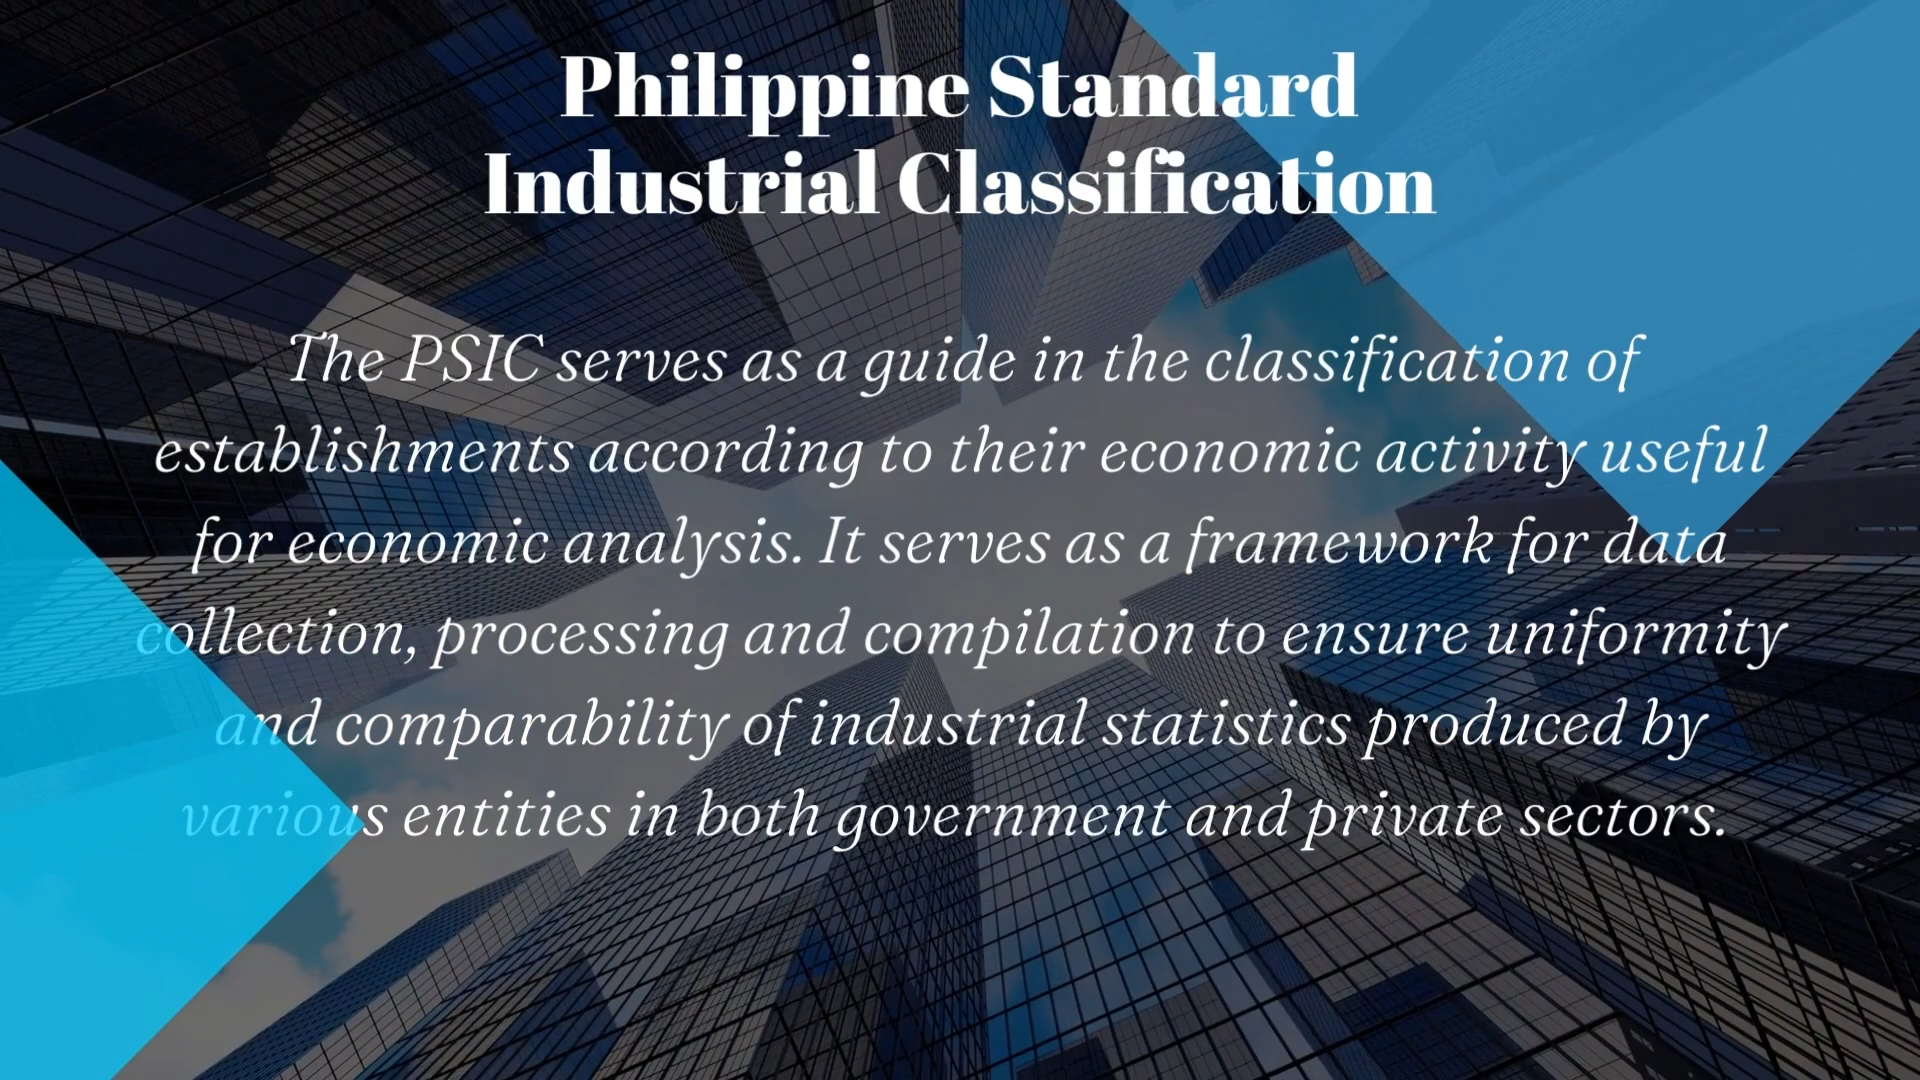 Philippine Standard
Industrial Classification
The PSIC serves as a guide in the classification of
establishments according to their economic activity useful
for economic analysis. It serves as a framework for data
collection, processing and compilation to ensure uniformity
and comparability of industrial statistics produced by
various entities in both government and private sectors.